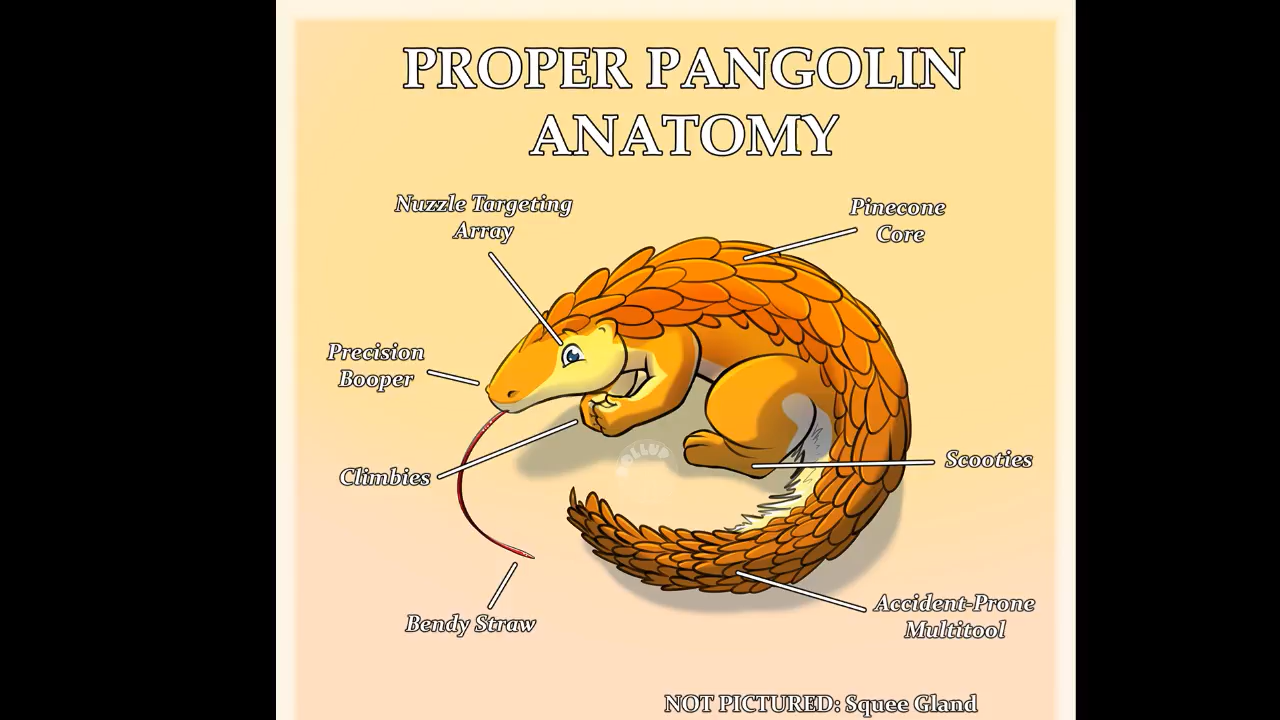 PROPER PANGOLIN
ANATOMY
Nuzzle Targeting
Array
Pinecone
Core
Precision
Booper
Climbies
Scooties
Bendy Straw
Accident-Prone
Multitool
NOT PICTURED: Squee Gland